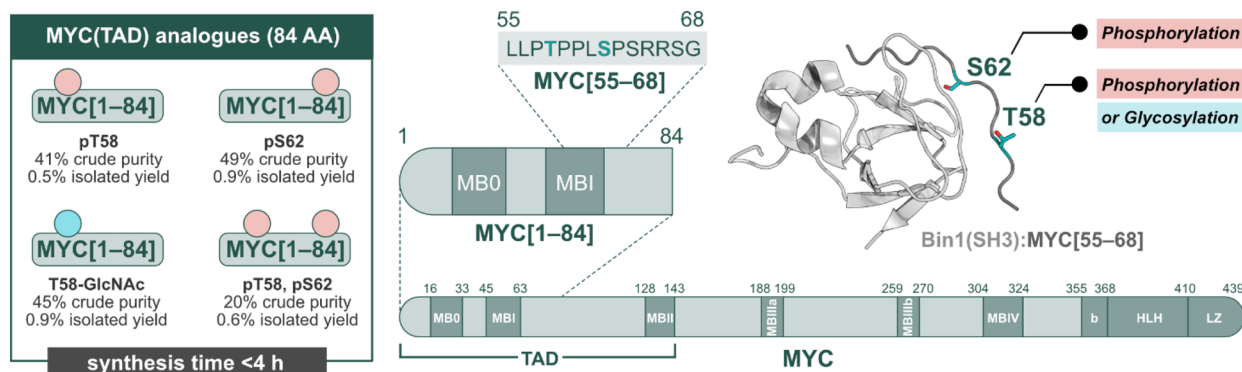 MYC(TAD) analogues (84 AA)
MYC[1–84]
pT58
41% crude purity
0.5% isolated yield
MYC[1–84]
pS62
49% crude purity
0.9% isolated yield
MYC[1–84]
T58-GlcNAc
45% crude purity
0.9% isolated yield
MYC[1–84]
pT58, pS62
20% crude purity
0.6% isolated yield
synthesis time <4 h
55 68
LLPTPPLSPSRRSG
MYC[55–68]
1 84
MB0 MBI
MYC[1–84]
S62
Phosphorylation
T58
Phosphorylation
or Glycosylation
Bin1(SH3):MYC[55–68]
16 33 45 63 128 143 188 199 259 270 304 324 355 368 410 439
MB0 MBI MBII MBIIIa MBIIIb MBIV b HLH LZ
TAD
MYC